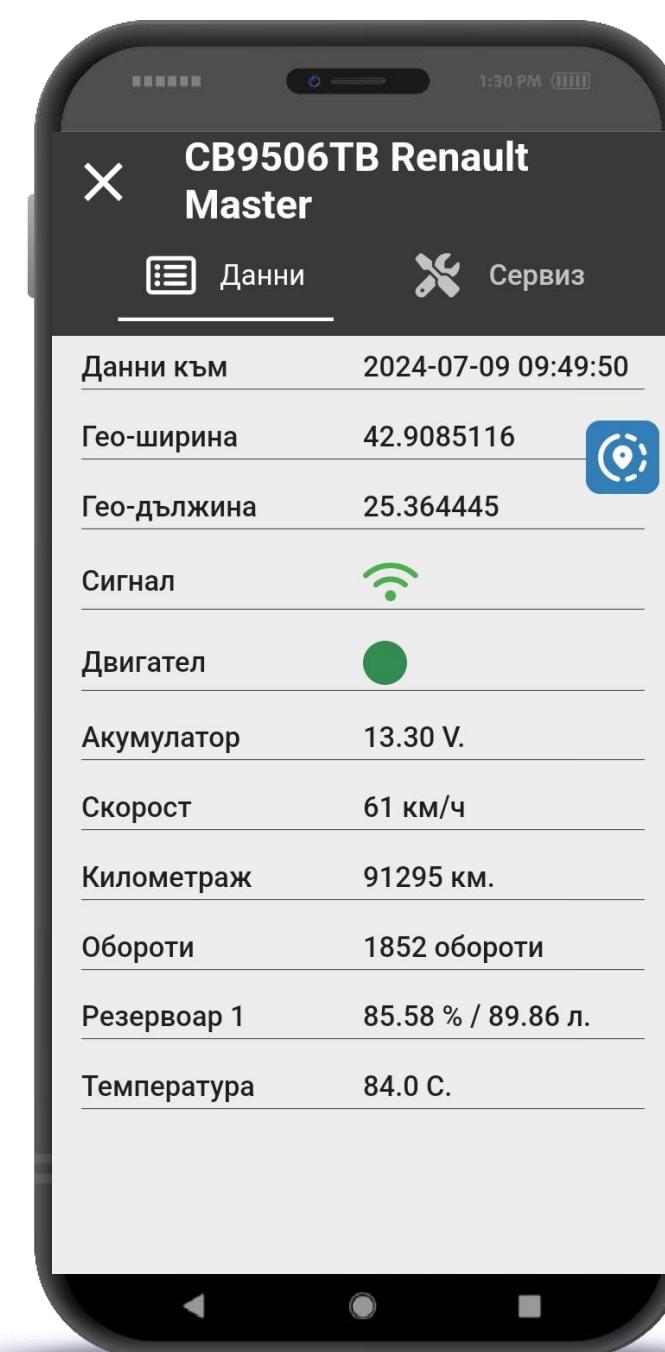 1:30 PM
CB9506TB Renault
Master
Данни
Сервиз
Данни към 2024-07-09 09:49:50
Гео-ширина 42.9085116
Гео-дължина 25.364445
Сигнал
Двигател
Акумулатор 13.30 V.
Скорост 61 км/ч
Километраж 91295 км.
Обороти 1852 обороти
Резервоар 1 85.58 % / 89.86 л.
Температура 84.0 C.